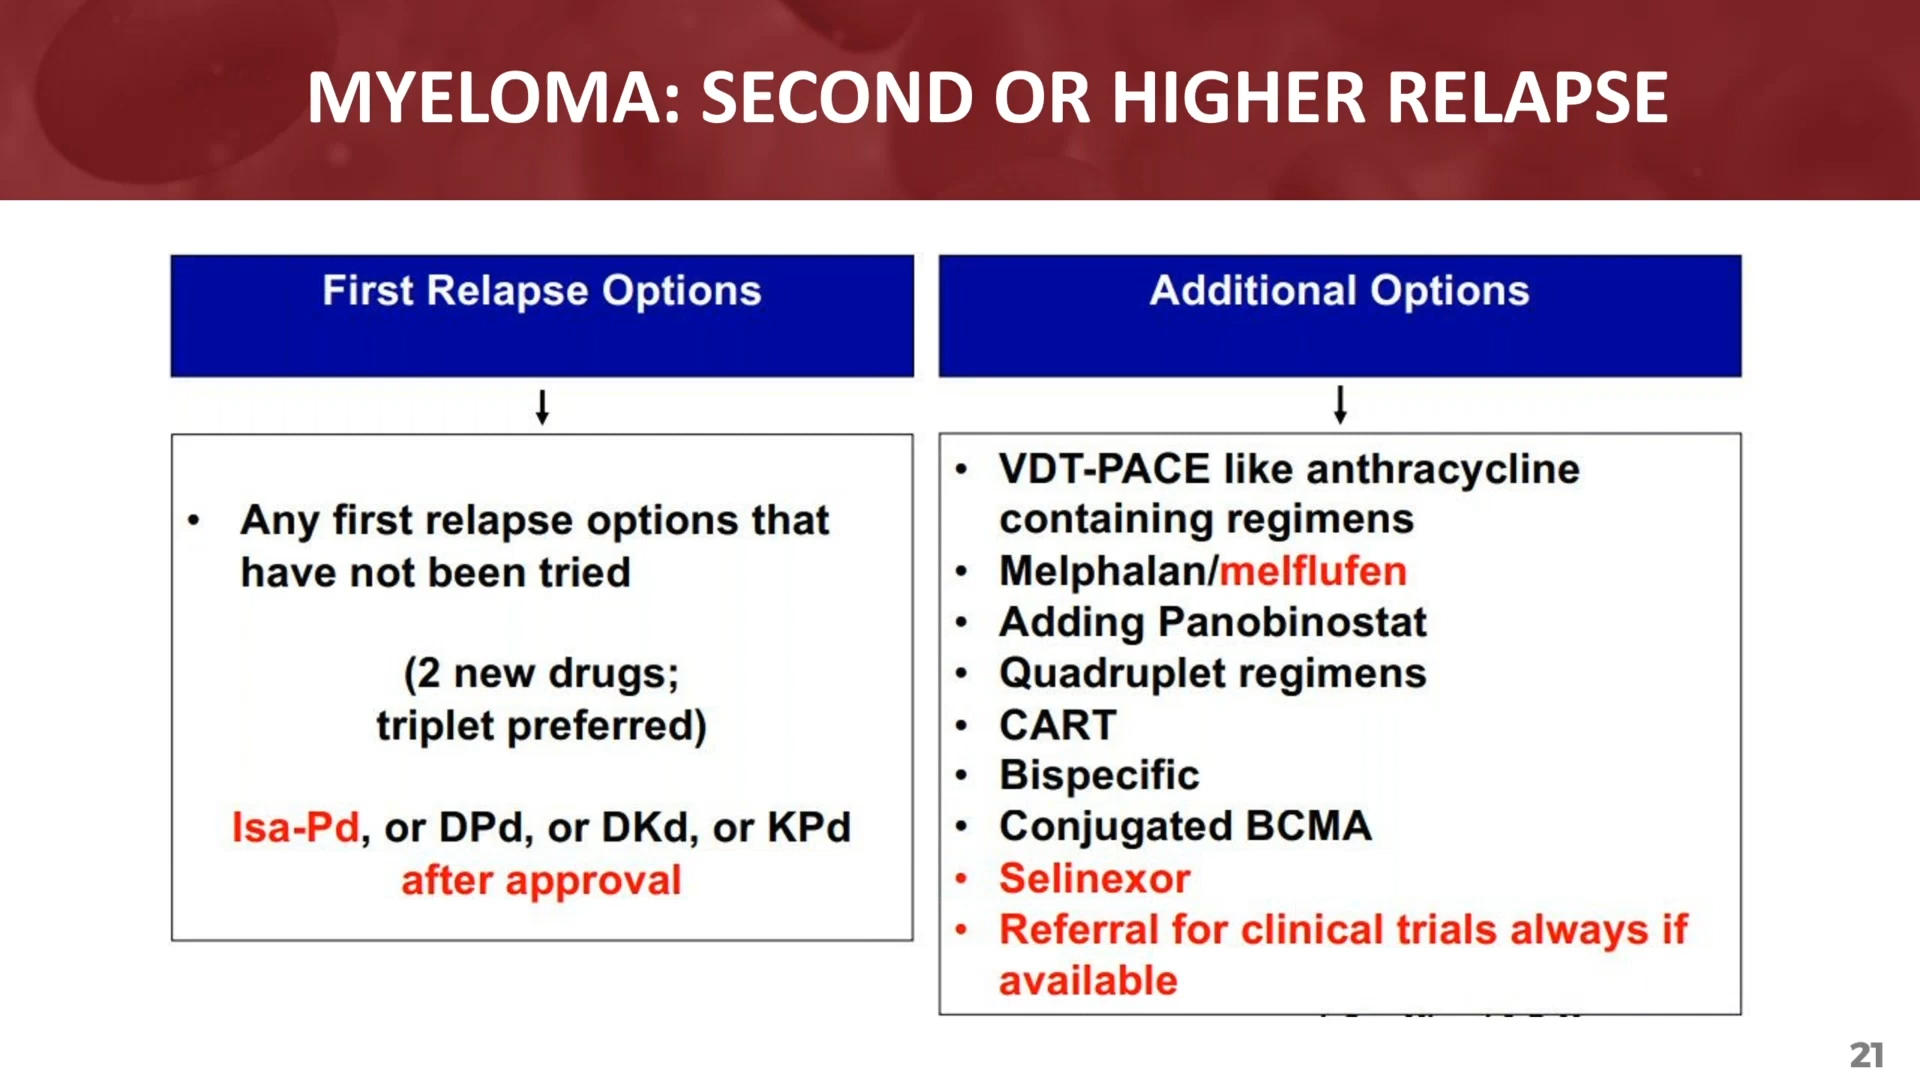 MYELOMA: SECOND OR HIGHER RELAPSE
First Relapse Options
• Any first relapse options that
have not been tried
(2 new drugs;
triplet preferred)
Isa-Pd, or DPd, or DKd, or KPd
after approval
Additional Options
• VDT-PACE like anthracycline
containing regimens
• Melphalan/melflufen
• Adding Panobinostat
• Quadruplet regimens
• CART
• Bispecific
• Conjugated BCMA
• Selinexor
• Referral for clinical trials always if
available
21